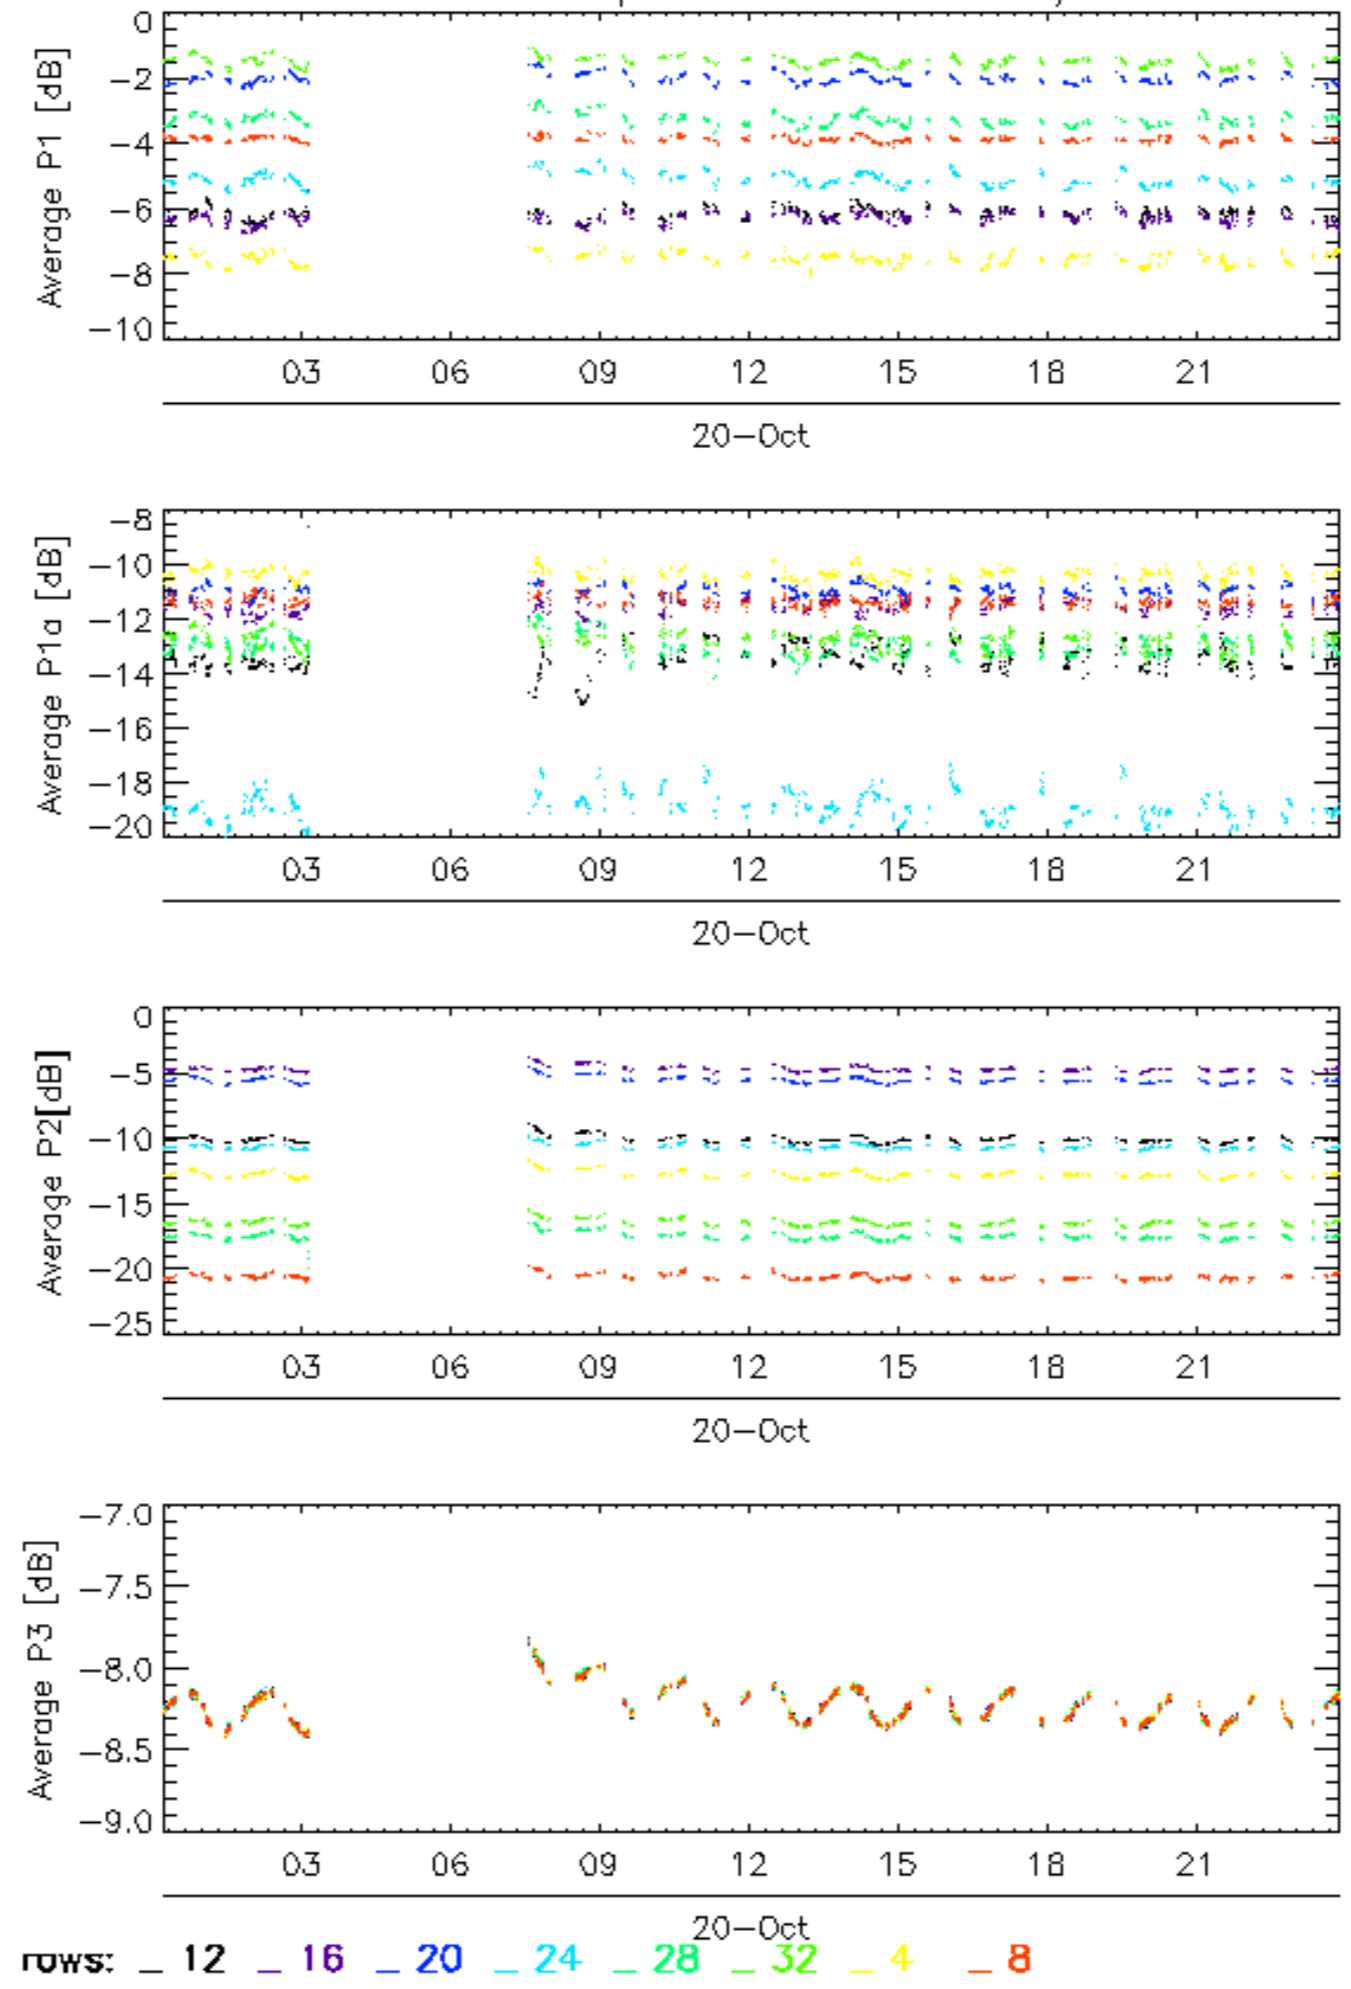 0
−2
−4
−6
−8
−10
Average P1 [dB]
03 06 09 12 15 18 21
20−Oct
−8
−10
−12
−14
−16
−18
−20
Average P1a [dB]
03 06 09 12 15 18 21
20−Oct
0
−5
−10
−15
−20
−25
Average P2[dB]
03 06 09 12 15 18 21
20−Oct
−7.0
−7.5
−8.0
−8.5
−9.0
Average P3 [dB]
03 06 09 12 15 18 21
20−Oct
rows: _ 12 _ 16 _ 20 _ 24 _ 28 _ 32 _ 4 _ 8